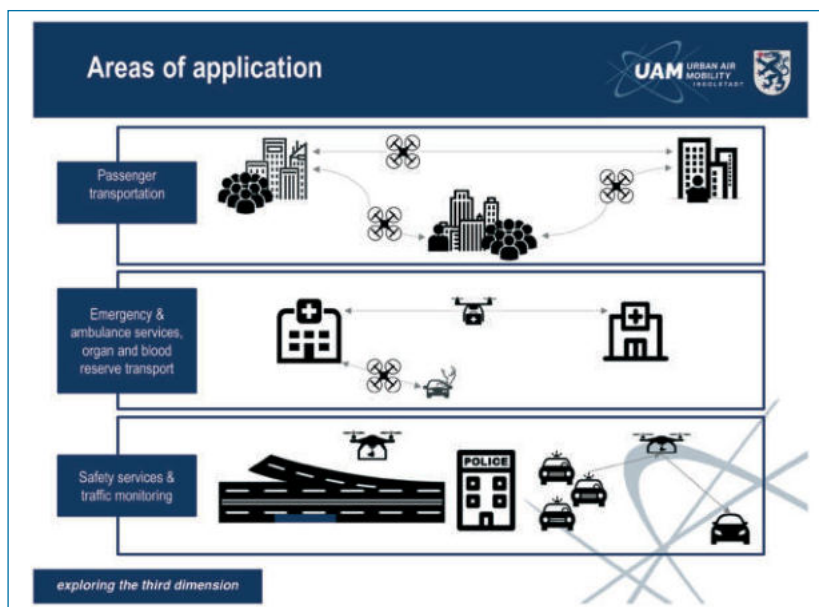 Areas of application
UAM URBAN AIR
MOBILITY
INGOLSTADT
Passenger
transportation
Emergency &
ambulance services,
organ and blood
reserve transport
Safety services &
traffic monitoring
POLICE
exploring the third dimension